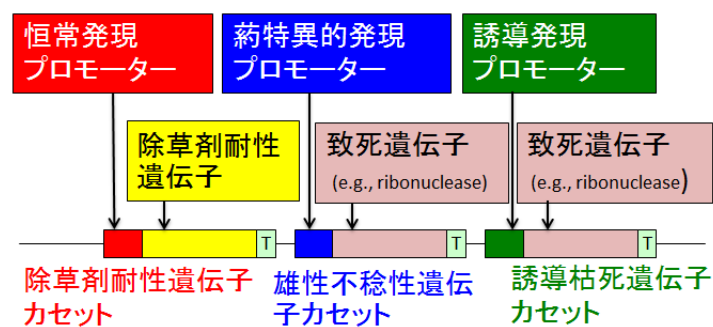 恒常発現
プロモーター
葯特異的発現
プロモーター
誘導発現
プロモーター
除草剤耐性
遺伝子
致死遺伝子
(e.g., ribonuclease)
致死遺伝子
(e.g., ribonuclease)
T
T
T
除草剤耐性遺伝子
カセット
雄性不稔性遺伝
子カセット
誘導枯死遺伝子
カセット